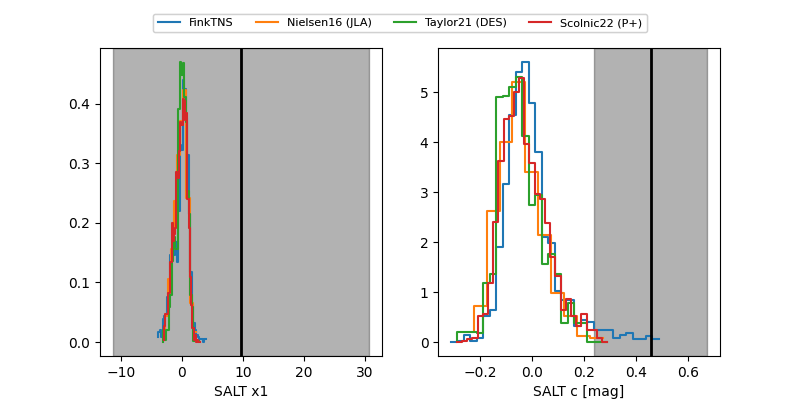 FinkTNS Nielsen16 (JLA) Taylor21 (DES) Scolnic22 (P+)
0.4
0.3
0.2
0.1
0.0
−10 0 10 20 30
SALT x1
5
4
3
2
1
0
−0.2 0.0 0.2 0.4 0.6
SALT c [mag]